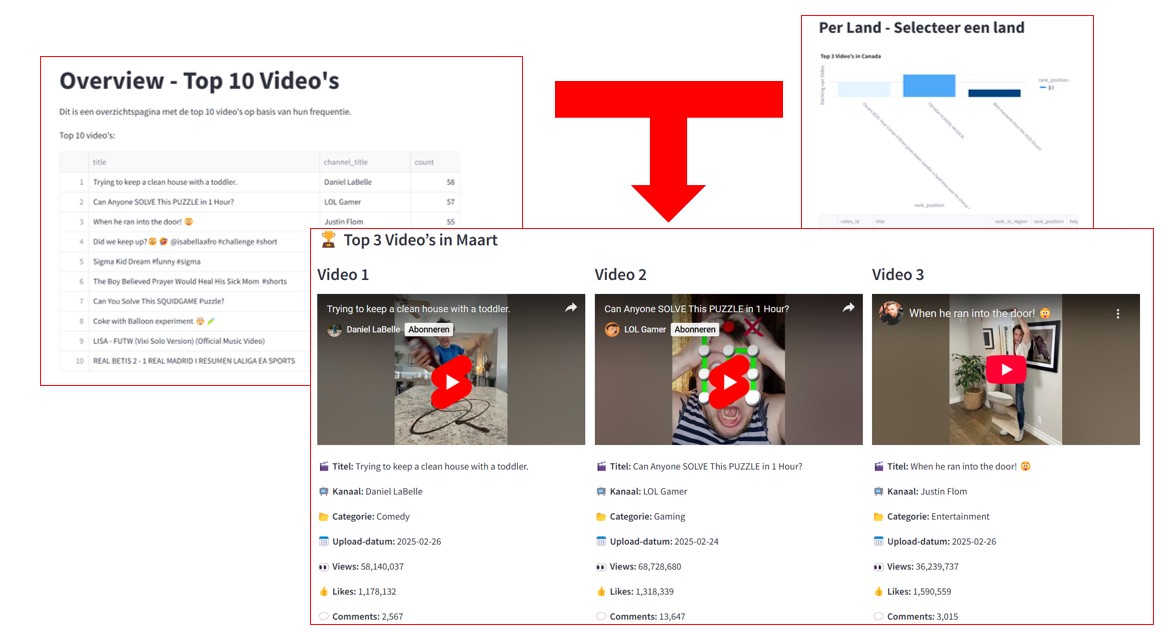 Overview - Top 10 Video's
Dit is een overzichtspagina met de top 10 video's op basis van hun frequentie.
Top 10 video's:
title channel_title count
1 Trying to keep a clean house with a toddler. Daniel LaBelle 58
2 Can Anyone SOLVE This PUZZLE in 1 Hour? LOL Gamer 57
3 When he ran into the door! 😳 Justin Flom 55
4 Did we keep up? @isabellaafro #challenge #short
5 Sigma Kid Dream #funny #sigma
6 The Boy Believed Prayer Would Heal His Sick Mom #shorts
7 Can You Solve This SQUIDGAME Puzzle?
8 Coke with Balloon experiment
9 LISA - FUTW (Vixi Solo Version) (Official Music Video)
10 REAL BETIS 2 - 1 REAL MADRID I RESUMEN LALIGA EA SPORTS
Per Land - Selecteer een land
Top 3 Video's in Canada
Ranking van Video
rank_position
#3
rank_position
video_id title rank_in_region rank_position
🏆 Top 3 Video's in Maart
Video 1
Trying to keep a clean house with a toddler.
Daniel LaBelle Abonneren
🎬 Titel: Trying to keep a clean house with a toddler.
📺 Kanaal: Daniel LaBelle
📂 Categorie: Comedy
📅 Upload-datum: 2025-02-26
👀 Views: 58,140,037
👍 Likes: 1,178,132
💬 Comments: 2,567
Video 2
Can Anyone SOLVE This PUZZLE in 1 Hour?
LOL Gamer Abonneren
🎬 Titel: Can Anyone SOLVE This PUZZLE in 1 Hour?
📺 Kanaal: LOL Gamer
📂 Categorie: Gaming
📅 Upload-datum: 2025-02-24
👀 Views: 68,728,680
👍 Likes: 1,318,339
💬 Comments: 13,647
Video 3
When he ran into the door! 😳
🎬 Titel: When he ran into the door! 😳
📺 Kanaal: Justin Flom
📂 Categorie: Entertainment
📅 Upload-datum: 2025-02-26
👀 Views: 36,239,737
👍 Likes: 1,590,559
💬 Comments: 3,015